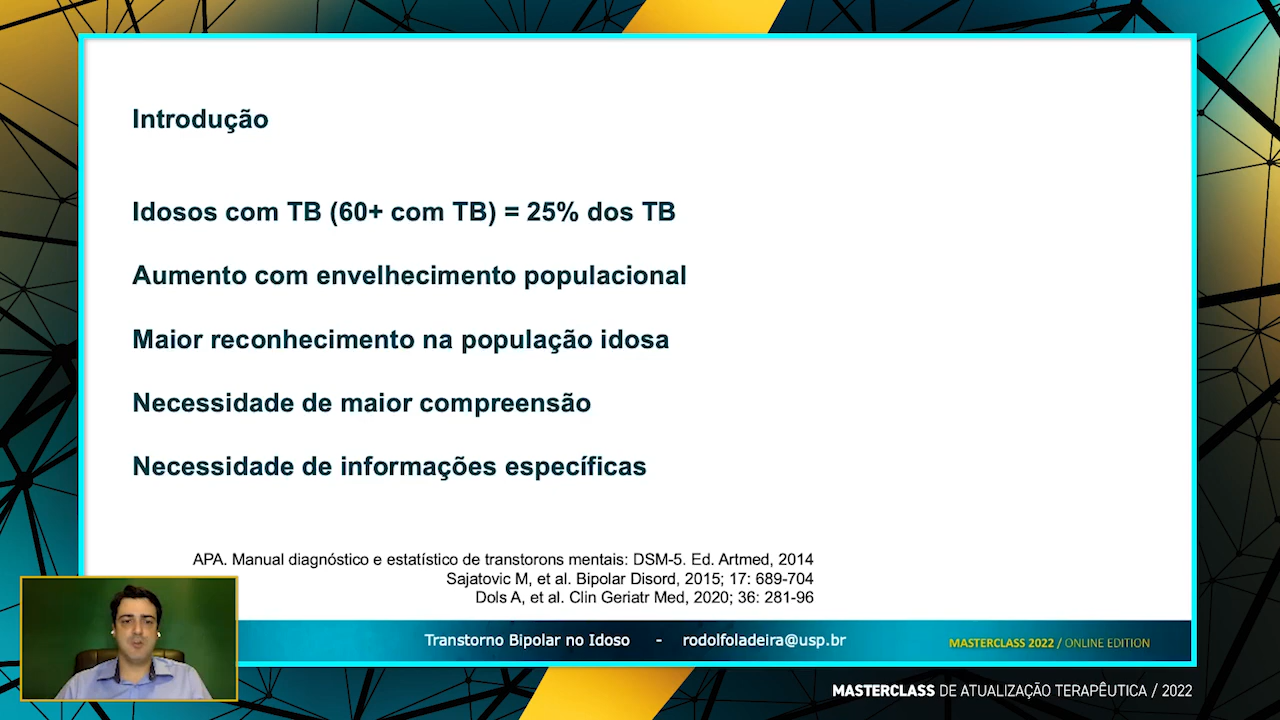 Introdução
Idosos com TB (60+ com TB) = 25% dos TB
Aumento com envelhecimento populacional
Maior reconhecimento na população idosa
Necessidade de maior compreensão
Necessidade de informações específicas
APA. Manual diagnóstico e estatístico de transtorons mentais: DSM-5. Ed. Artmed, 2014
Sajatovic M, et al. Bipolar Disord, 2015; 17: 689-704
Dols A, et al. Clin Geriatr Med, 2020; 36: 281-96
Transtorno Bipolar no Idoso - rodolfoladeira@usp.br
MASTERCLASS 2022 / ONLINE EDITION
MASTERCLASS DE ATUALIZAÇÃO TERAPÊUTICA / 2022